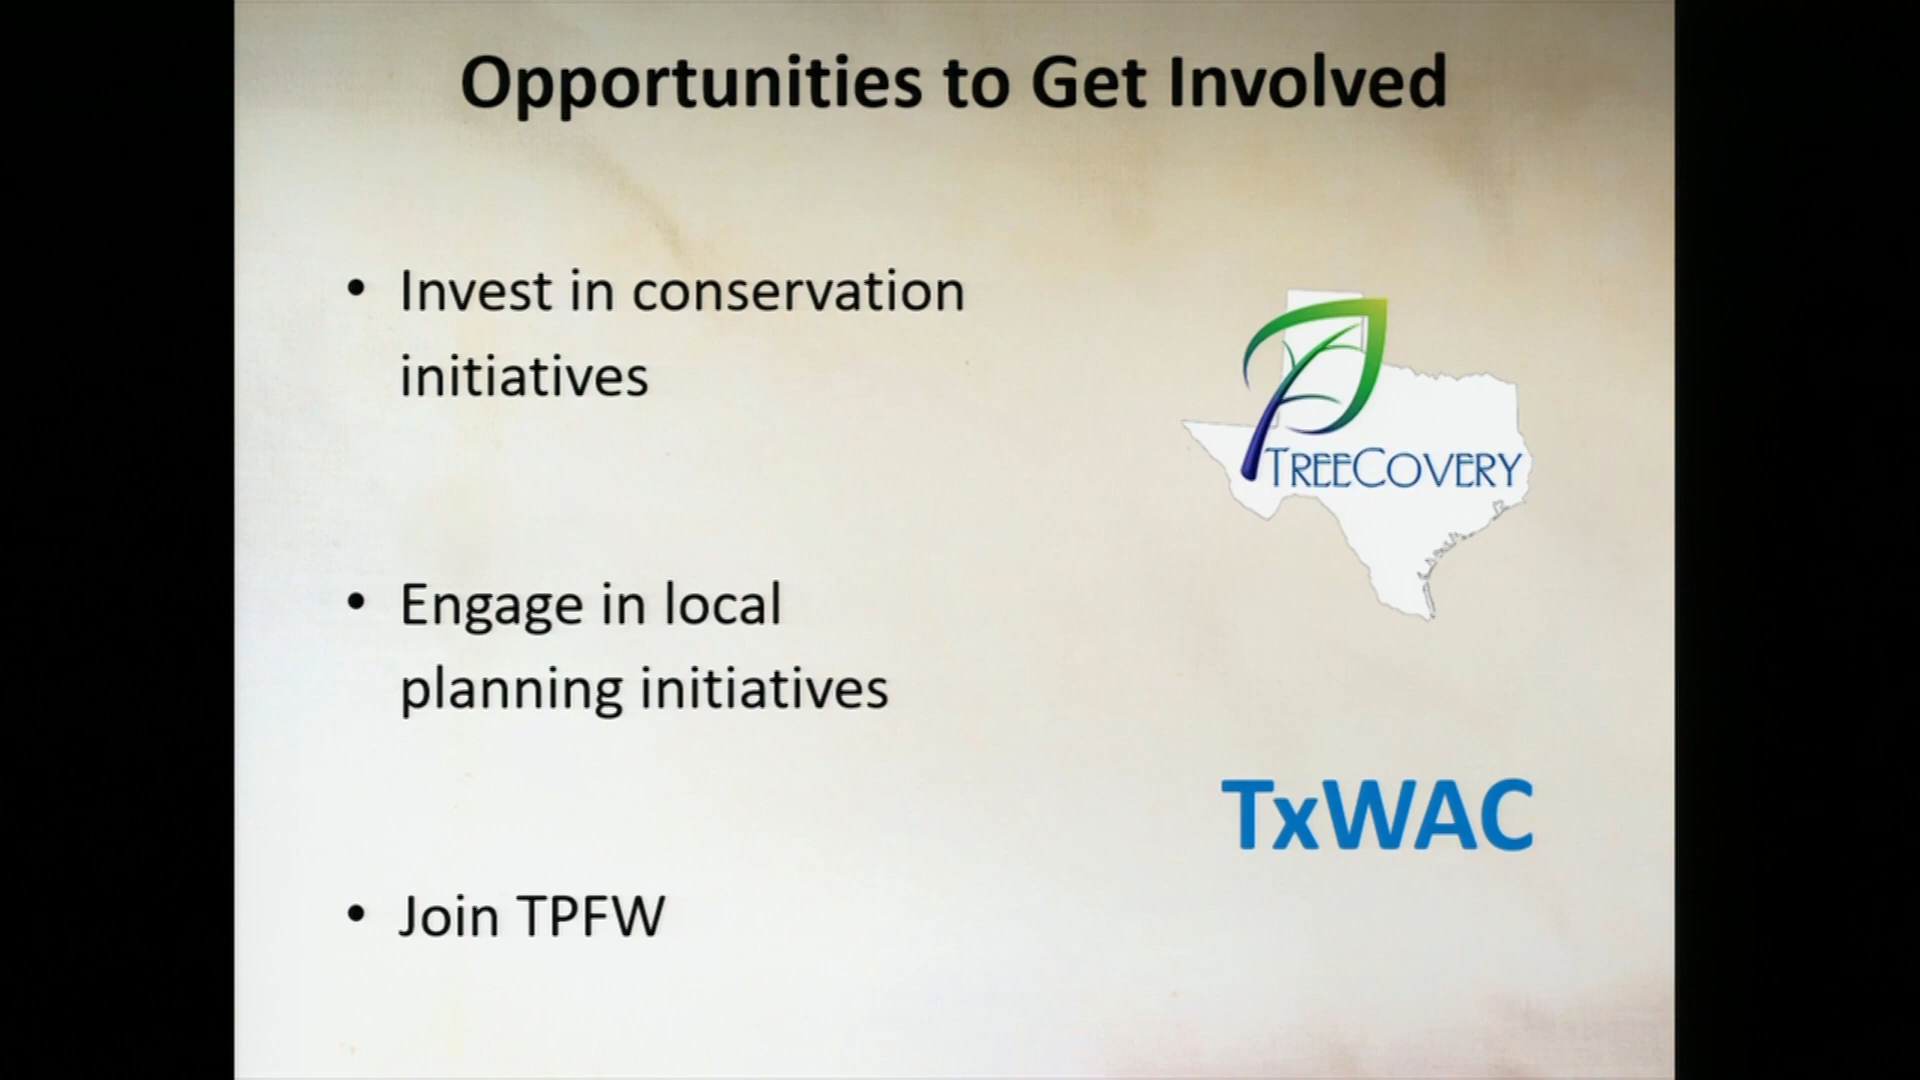 Opportunities to Get Involved
• Invest in conservation
initiatives
TREECOVERY
• Engage in local
planning initiatives
TxWAC
• Join TPFW